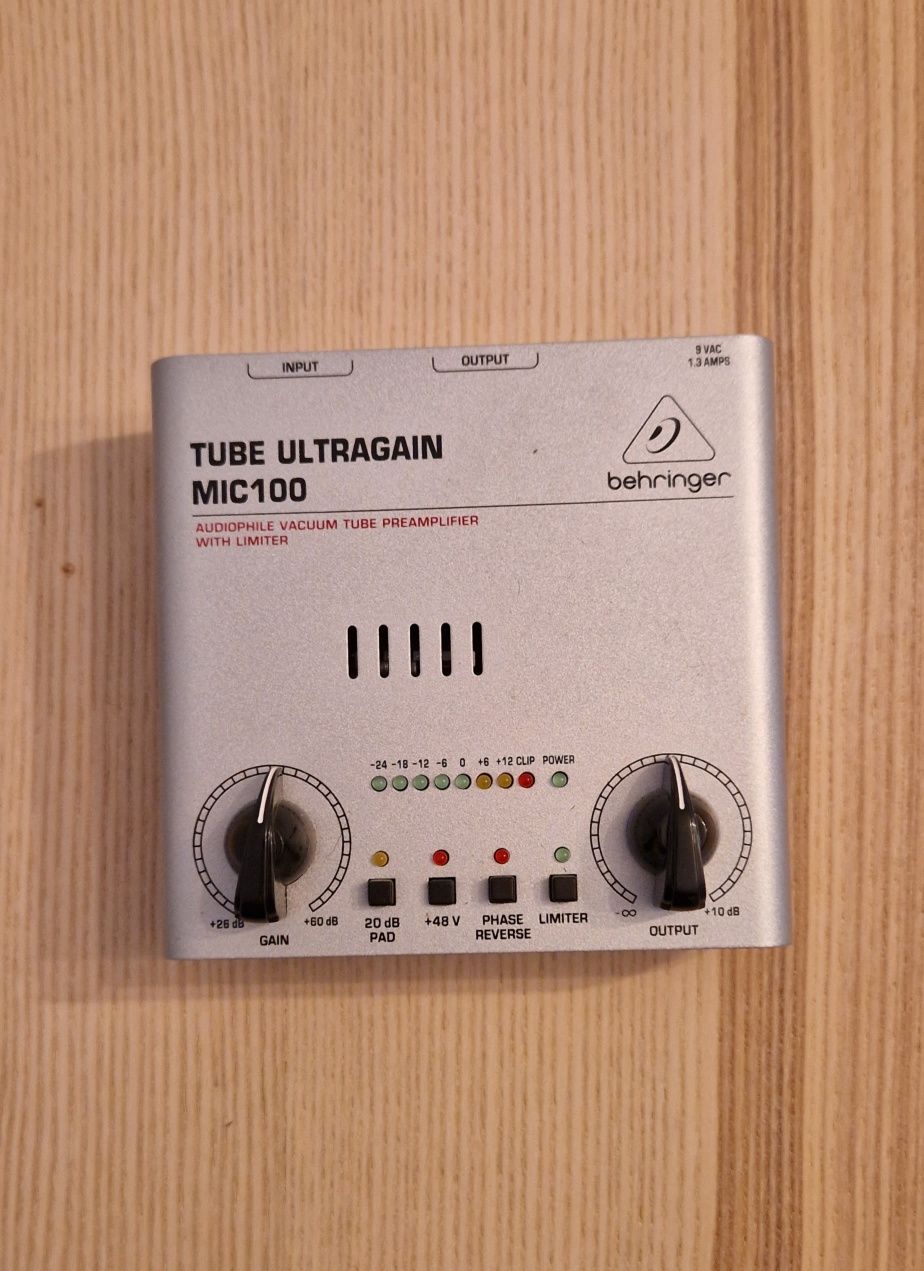 INPUT
OUTPUT
9 VAC
1.3 AMPS
TUBE ULTRAGAIN
MIC100
behringer
AUDIOPHILE VACUUM TUBE PREAMPLIFIER
WITH LIMITER
-24 -18 -12 -6 0 +6 +12 CLIP POWER
+26 dB
+60 dB
GAIN
20 dB
PAD
+48 V
PHASE
REVERSE
LIMITER
-∞
+10 dB
OUTPUT